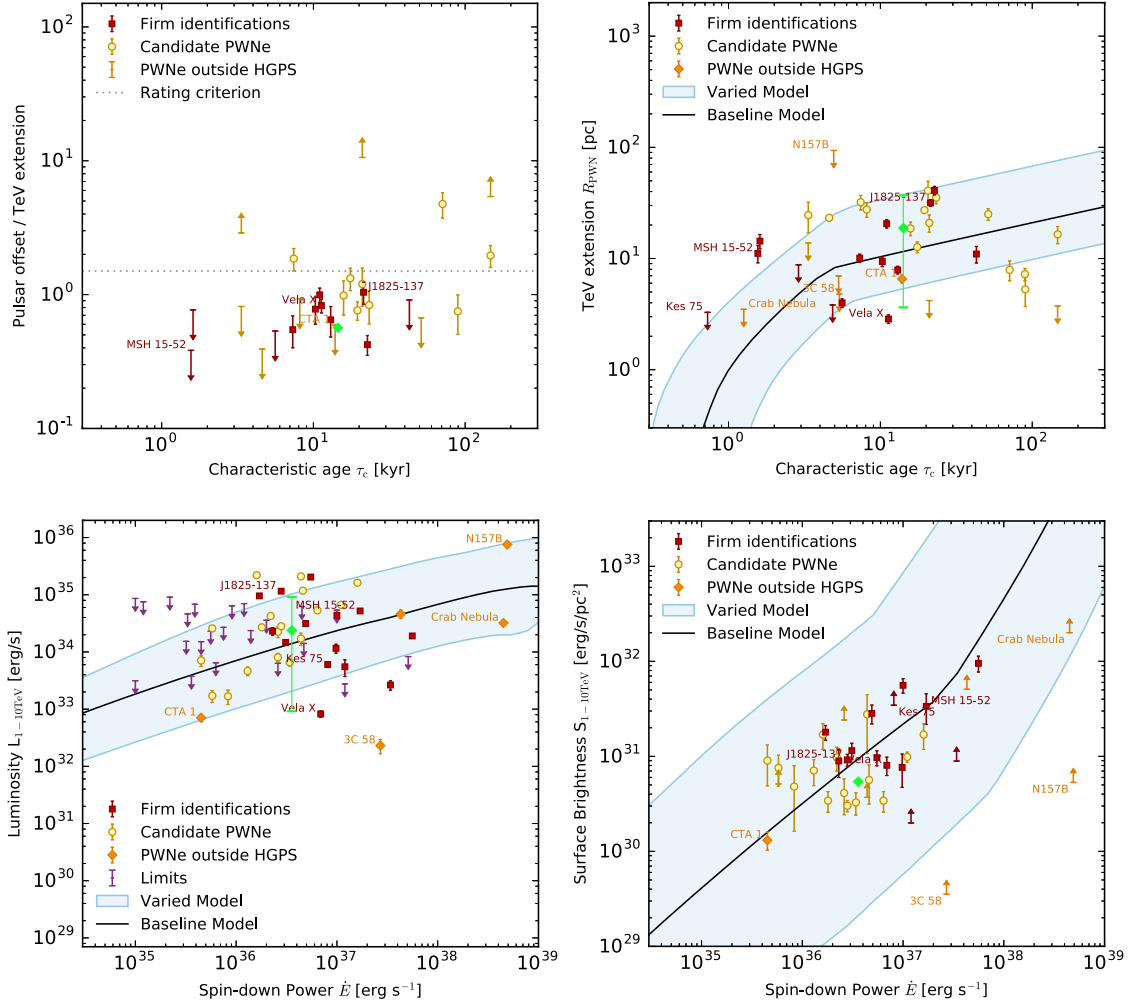 Firm identifications
Candidate PWNe
PWNe outside HGPS
Rating criterion
10²
10¹
10⁰
10⁻¹
Pulsar offset / TeV extension
J1825-137
Vela X
CTA 1
MSH 15-52
10⁰ 10¹ 10²
Characteristic age τc [kyr]
Firm identifications
Candidate PWNe
PWNe outside HGPS
Varied Model
Baseline Model
10³
10²
10¹
10⁰
TeV extension R_PWN [pc]
N157B
J1825-137
MSH 15-52
CTA 1
3C 58
Crab Nebula
Kes 75
Vela X
10⁰ 10¹ 10²
Characteristic age τc [kyr]
10³⁶
10³⁵
10³⁴
10³³
10³²
10³¹
10³⁰
10²⁹
Luminosity L₁₋₁₀TeV [erg/s]
N157B
J1825-137
MSH 15-52
Crab Nebula
Kes 75
CTA 1
Vela X
3C 58
Firm identifications
Candidate PWNe
PWNe outside HGPS
Limits
Varied Model
Baseline Model
10³⁵ 10³⁶ 10³⁷ 10³⁸ 10³⁹
Spin-down Power Ė [erg s⁻¹]
Firm identifications
Candidate PWNe
PWNe outside HGPS
Varied Model
Baseline Model
10³³
10³²
10³¹
10³⁰
10²⁹
Surface Brightness S₁₋₁₀TeV [erg/s/pc²]
Crab Nebula
MSH 15-52
Kes 75
J1825-137
Vela
N157B
CTA 1
3C 58
10³⁵ 10³⁶ 10³⁷ 10³⁸ 10³⁹
Spin-down Power Ė [erg s⁻¹]